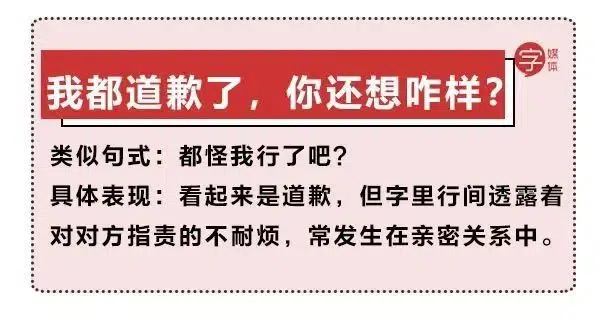 字
媒
体
我都道歉了，你还想咋样？
类似句式：都怪我行了吧？
具体表现：看起来是道歉，但字里行间透露着
对对方指责的不耐烦，常发生在亲密关系中。